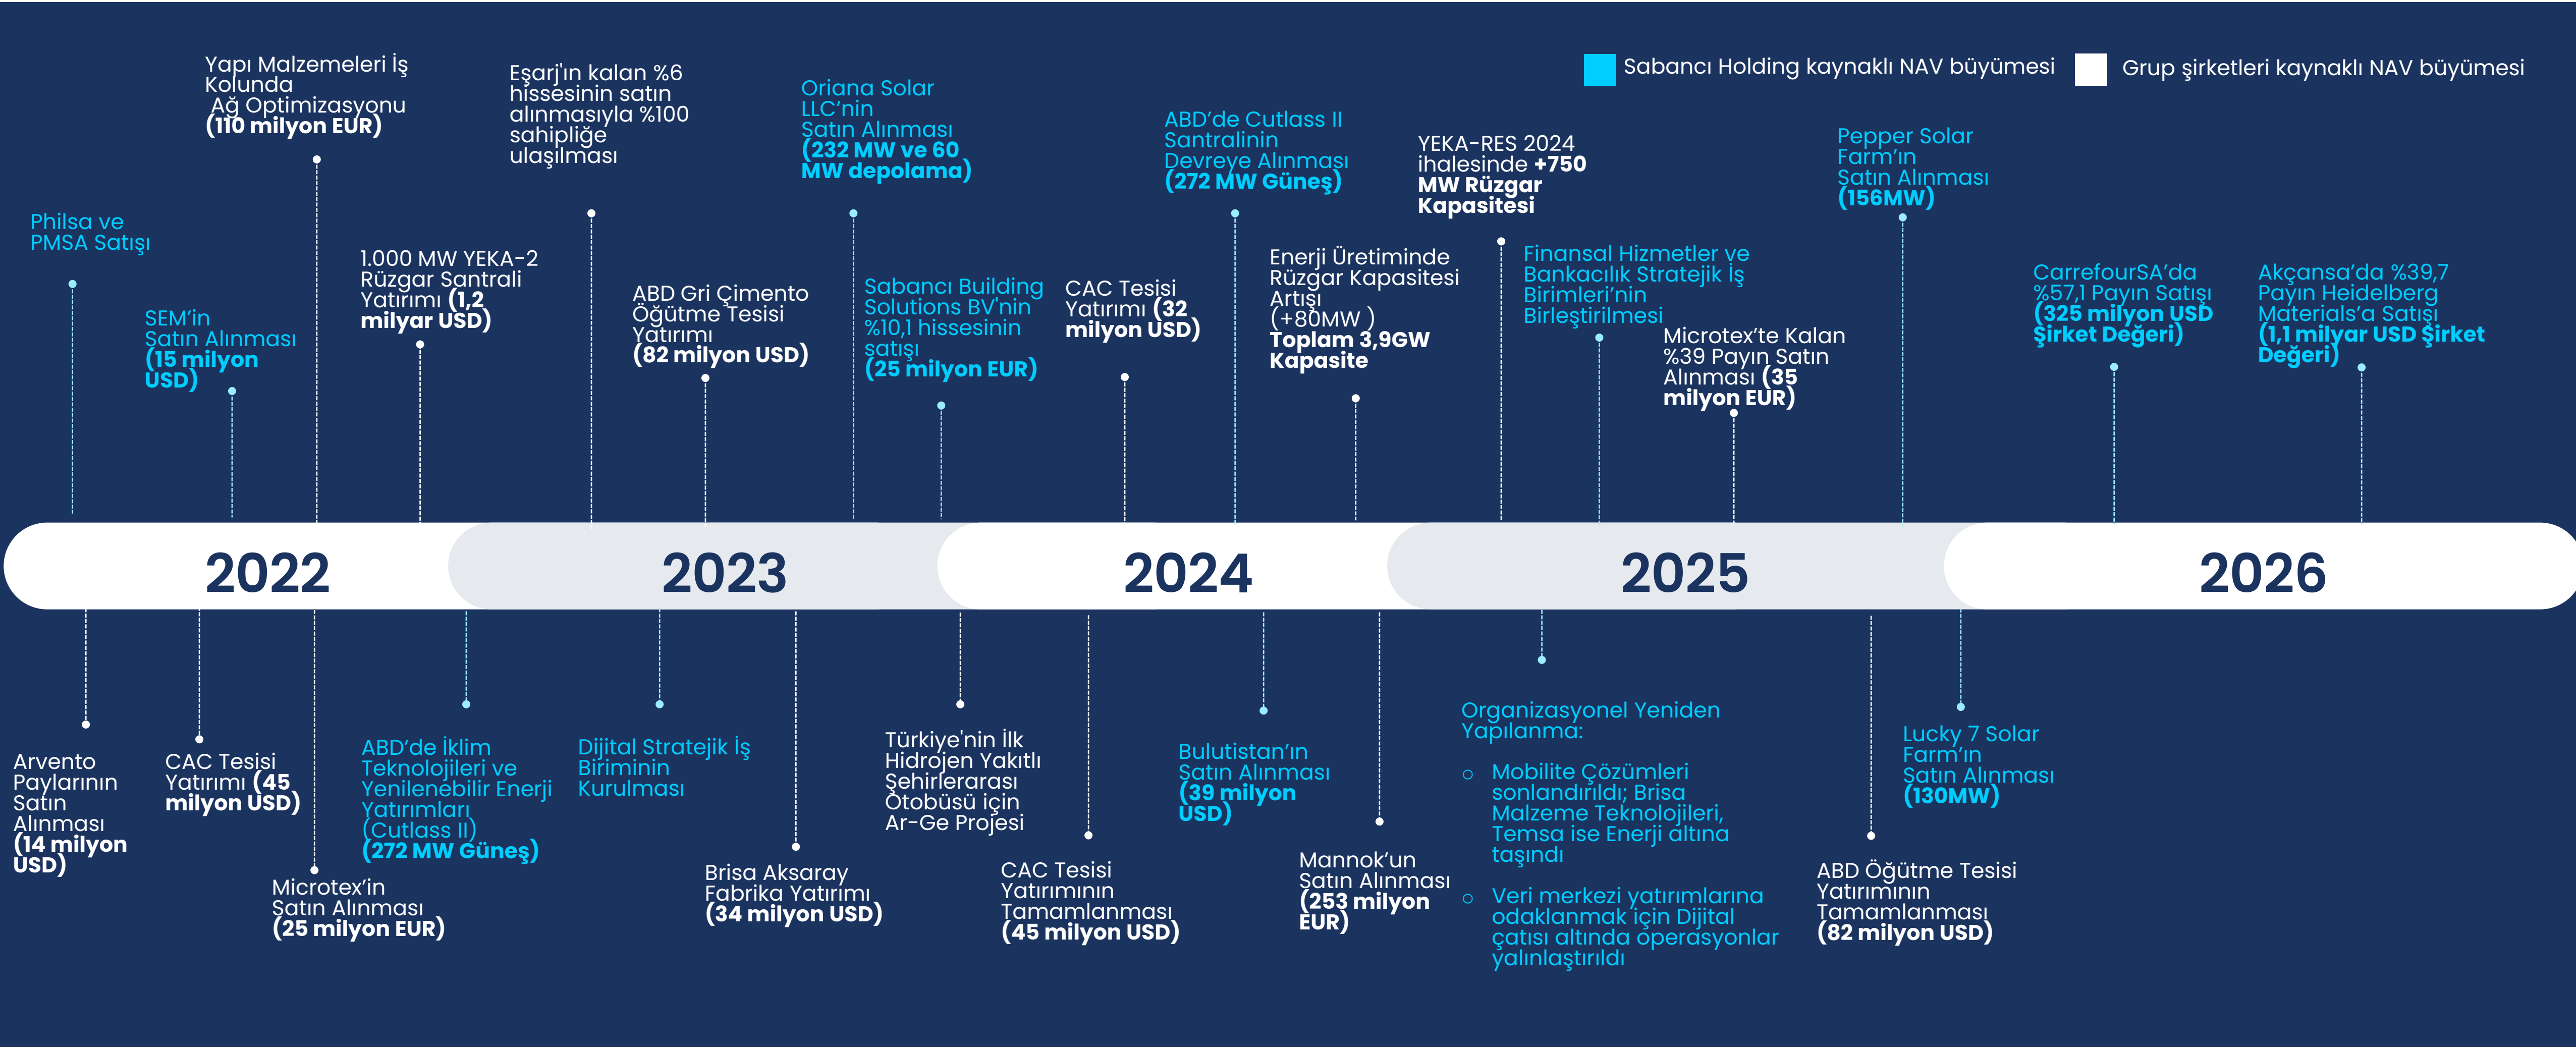 Sabancı Holding kaynaklı NAV büyümesi
Grup şirketleri kaynaklı NAV büyümesi
Philsa ve
PMSA Satışı
SEM’in
Satın Alınması
(15 milyon
USD)
Yapı Malzemeleri İş
Kolunda
Ağ Optimizasyonu
(110 milyon EUR)
1.000 MW YEKA-2
Rüzgar Santrali
Yatırımı (1,2
milyar USD)
Eşarj'ın kalan %6
hissesinin satın
alınmasıyla %100
sahipliğe
ulaşılması
ABD Gri Çimento
Öğütme Tesisi
Yatırımı
(82 milyon USD)
Oriana Solar
LLC’nin
Satın Alınması
(232 MW ve 60
MW depolama)
Sabancı Building
Solutions BV'nin
%10,1 hissesinin
satışı
(25 milyon EUR)
CAC Tesisi
Yatırımı (32
milyon USD)
ABD’de Cutlass II
Santralinin
Devreye Alınması
(272 MW Güneş)
Enerji Üretiminde
Rüzgar Kapasitesi
Artışı
(+80MW )
Toplam 3,9GW
Kapasite
YEKA-RES 2024
ihalesinde +750
MW Rüzgar
Kapasitesi
Finansal Hizmetler ve
Bankacılık Stratejik İş
Birimleri’nin
Birleştirilmesi
Microtex’te Kalan
%39 Payın Satın
Alınması (35
milyon EUR)
Pepper Solar
Farm’ın
Satın Alınması
(156MW)
CarrefourSA’da
%57,1 Payın Satışı
(325 milyon USD
Şirket Değeri)
Akçansa’da %39,7
Payın Heidelberg
Materials’a Satışı
(1,1 milyar USD Şirket
Değeri)
2022
2023
2024
2025
2026
Arvento
Paylarının
Satın
Alınması
(14 milyon
USD)
CAC Tesisi
Yatırımı (45
milyon USD)
Microtex’in
Satın Alınması
(25 milyon EUR)
ABD’de İklim
Teknolojileri ve
Yenilenebilir Enerji
Yatırımları
(Cutlass II)
(272 MW Güneş)
Dijital Stratejik İş
Biriminin
Kurulması
Brisa Aksaray
Fabrika Yatırımı
(34 milyon USD)
Türkiye'nin İlk
Hidrojen Yakıtlı
Şehirlerarası
Otobüsü için
Ar-Ge Projesi
CAC Tesisi
Yatırımının
Tamamlanması
(45 milyon USD)
Bulutistan’ın
Satın Alınması
(39 milyon
USD)
Mannok’un
Satın Alınması
(253 milyon
EUR)
Organizasyonel Yeniden
Yapılanma:
○ Mobilite Çözümleri
sonlandırıldı; Brisa
Malzeme Teknolojileri,
Temsa ise Enerji altına
taşındı
○ Veri merkezi yatırımlarına
odaklanmak için Dijital
çatısı altında operasyonlar
yalınlaştırıldı
ABD Öğütme Tesisi
Yatırımının
Tamamlanması
(82 milyon USD)
Lucky 7 Solar
Farm’ın
Satın Alınması
(130MW)